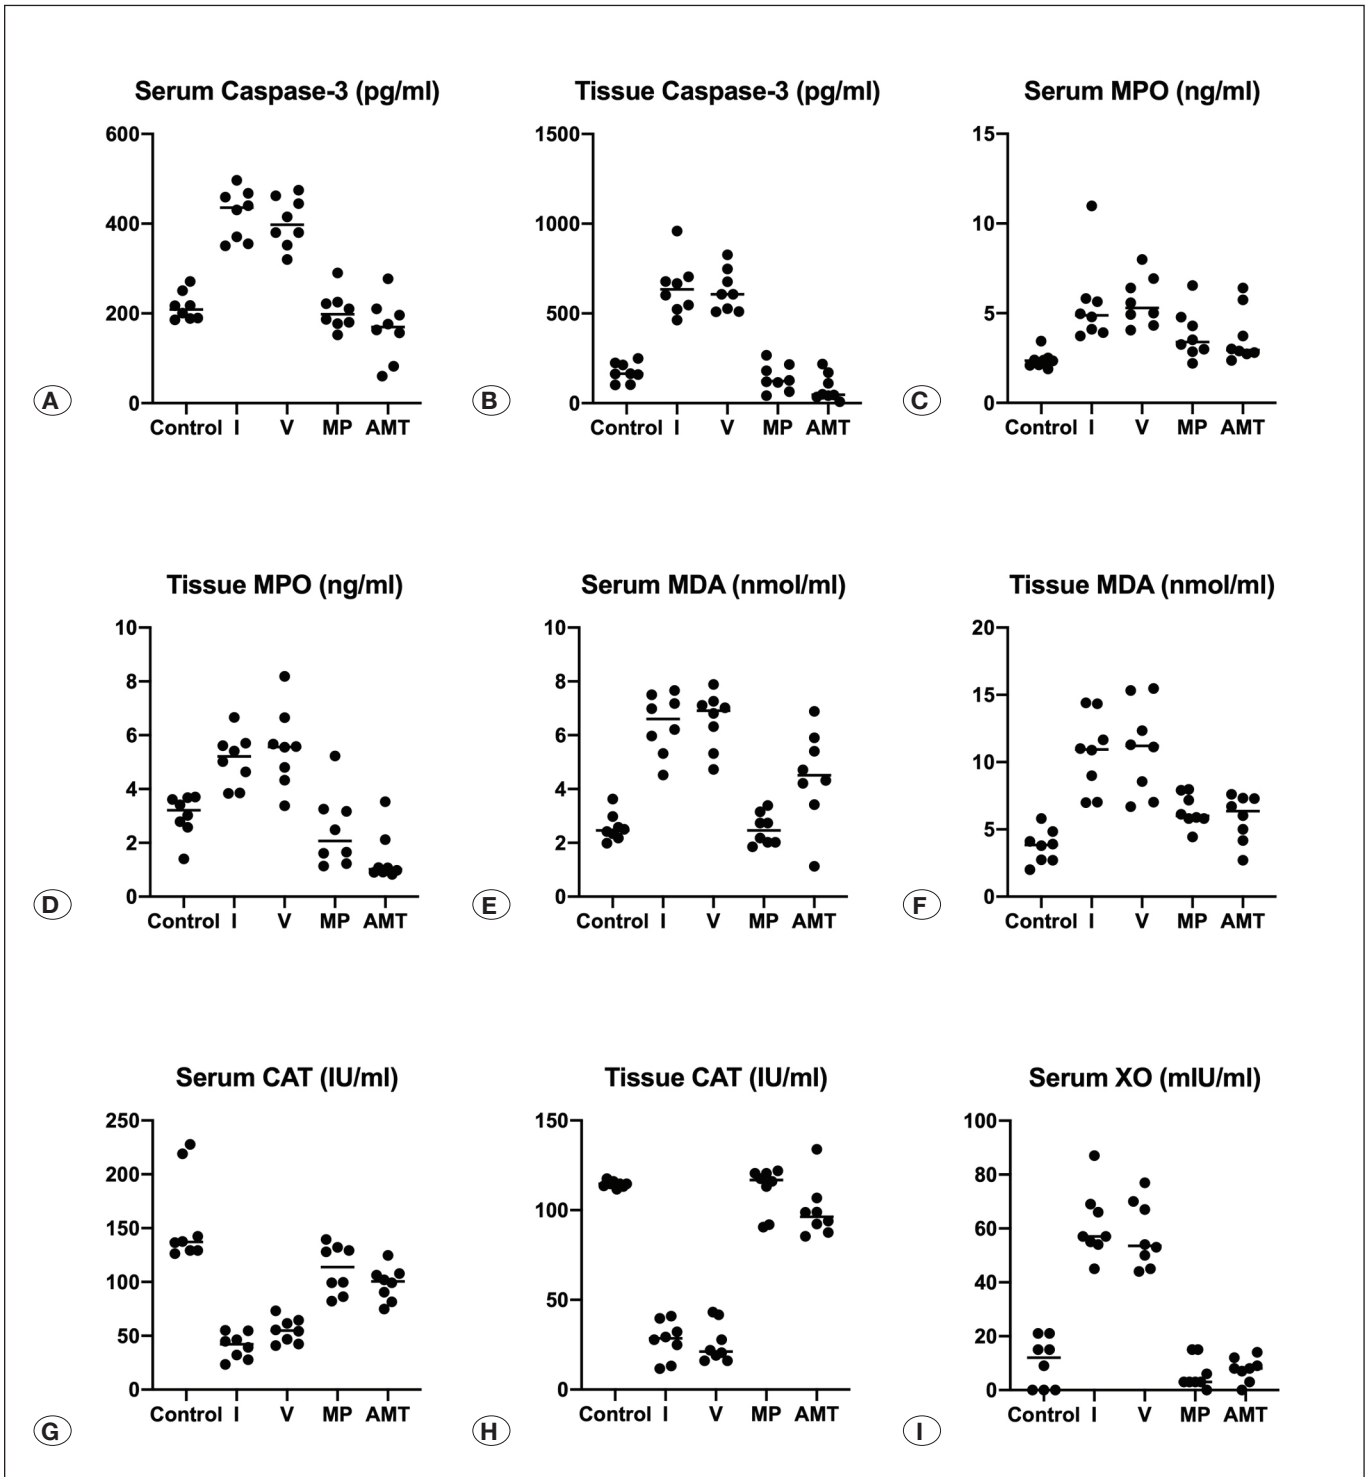 Serum Caspase-3 (pg/ml)
600
400
200
0
Control I V MP AMT
A
Tissue Caspase-3 (pg/ml)
1500
1000
500
0
Control I V MP AMT
B
Serum MPO (ng/ml)
15
10
5
0
Control I V MP AMT
C
Tissue MPO (ng/ml)
10
8
6
4
2
0
Control I V MP AMT
D
Serum MDA (nmol/ml)
10
8
6
4
2
0
Control I V MP AMT
E
Tissue MDA (nmol/ml)
20
15
10
5
0
Control I V MP AMT
F
Serum CAT (IU/ml)
250
200
150
100
50
0
Control I V MP AMT
G
Tissue CAT (IU/ml)
150
100
50
0
Control I V MP AMT
H
Serum XO (mIU/ml)
100
80
60
40
20
0
Control I V MP AMT
I